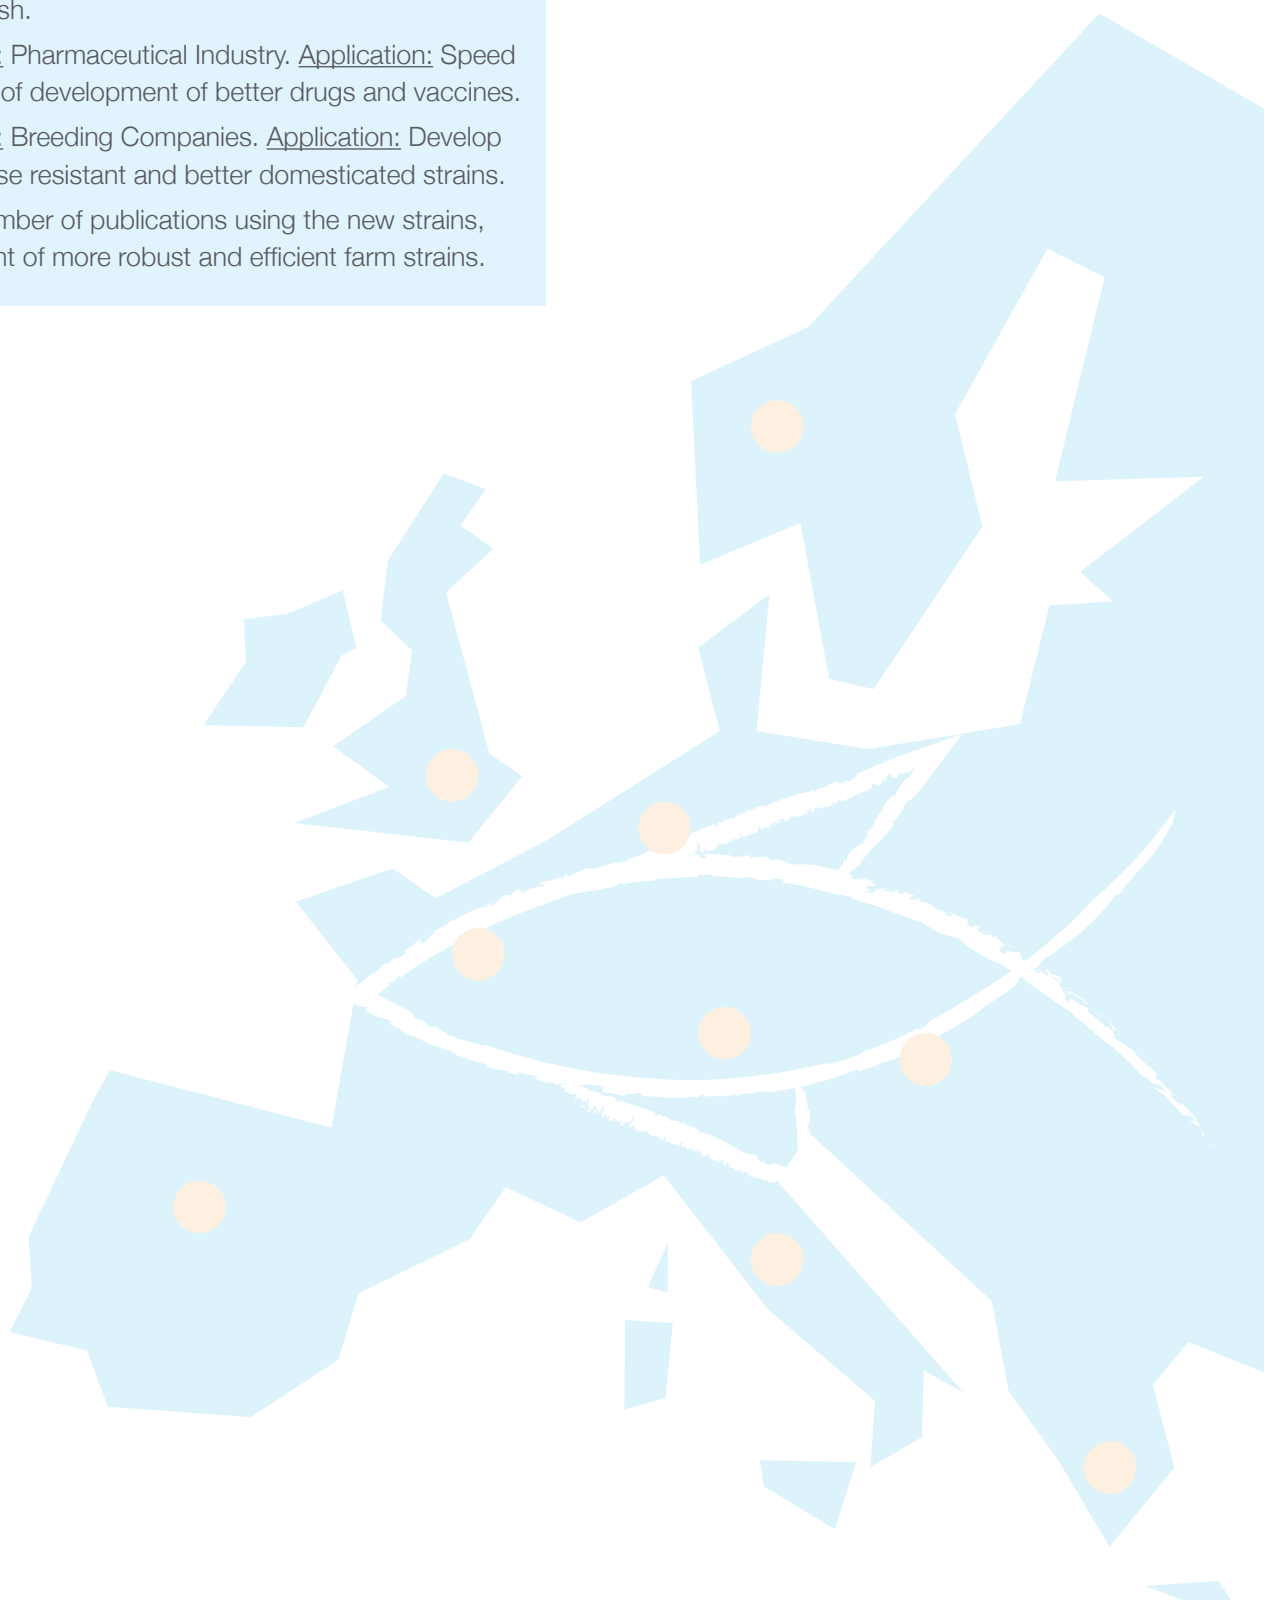 sh.
: Pharmaceutical Industry. Application: Speed
of development of better drugs and vaccines.
: Breeding Companies. Application: Develop
se resistant and better domesticated strains.
mber of publications using the new strains,
nt of more robust and efficient farm strains.